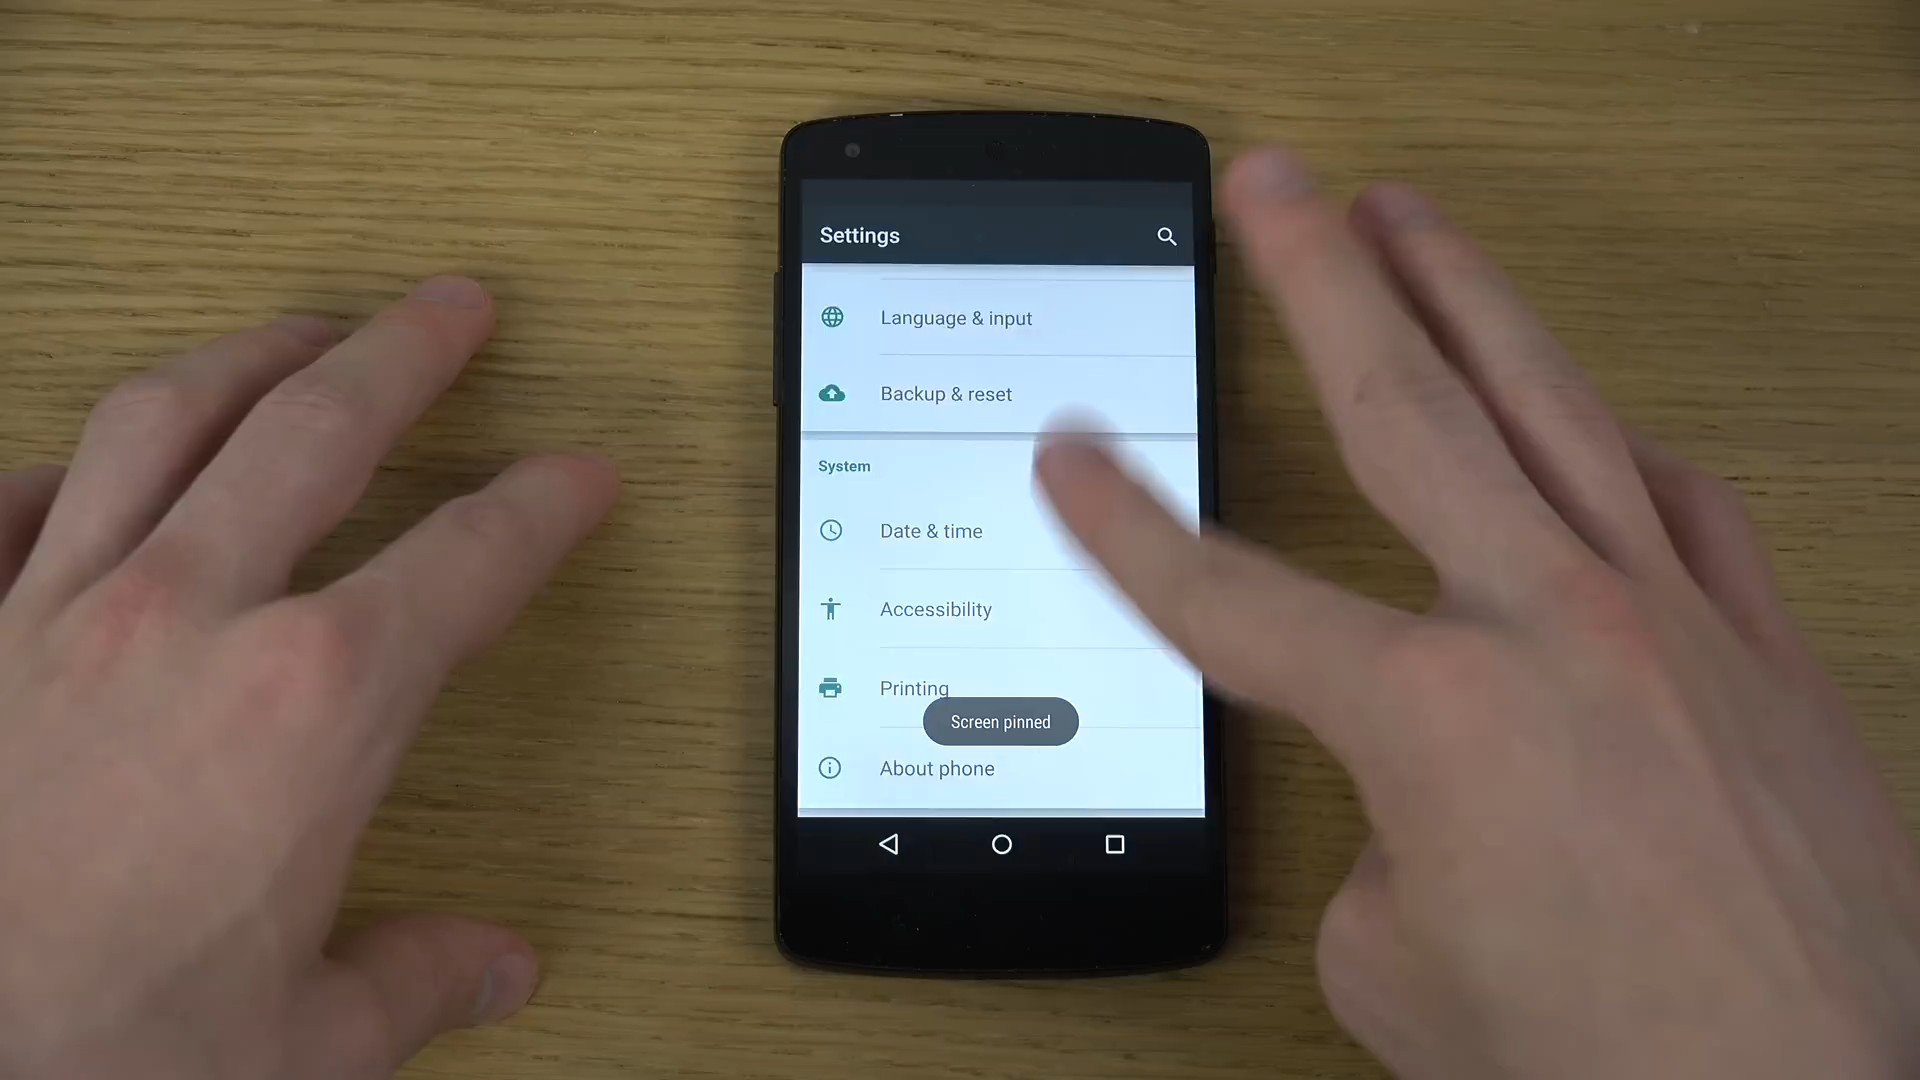 Settings
Language & input
Backup & reset
System
Date & time
Accessibility
Printing
Screen pinned
About phone